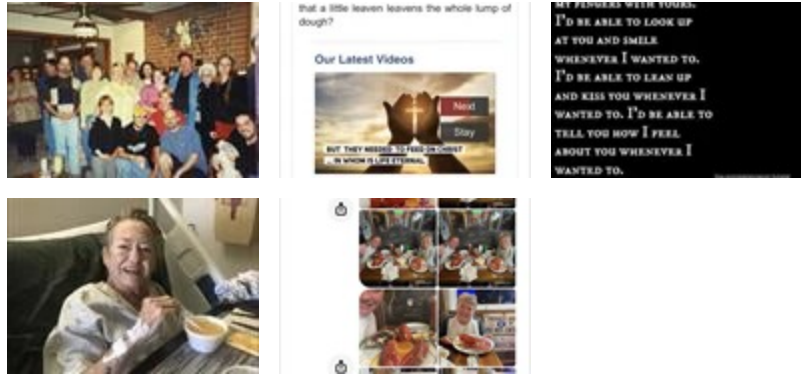 that a little leaven leavens the whole lump of
dough?
Our Latest Videos
Next
Stay
BUT THEY NEEDED TO FEED ON CHRIST
... IN WHOM IS LIFE ETERNAL
MY FINGERS WITH YOURS.
I'D BE ABLE TO LOOK UP
AT YOU AND SMILE
WHENEVER I WANTED TO.
I'D BE ABLE TO LEAN UP
AND KISS YOU WHENEVER I
WANTED TO. I'D BE ABLE TO
TELL YOU HOW I FEEL
ABOUT YOU WHENEVER I
WANTED TO.